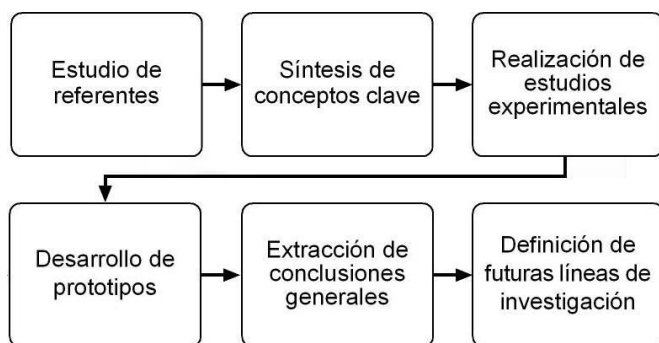 Estudio de
referentes
Síntesis de
conceptos clave
Realización de
estudios
experimentales
Desarrollo de
prototipos
Extracción de
conclusiones
generales
Definición de
futuras líneas de
investigación